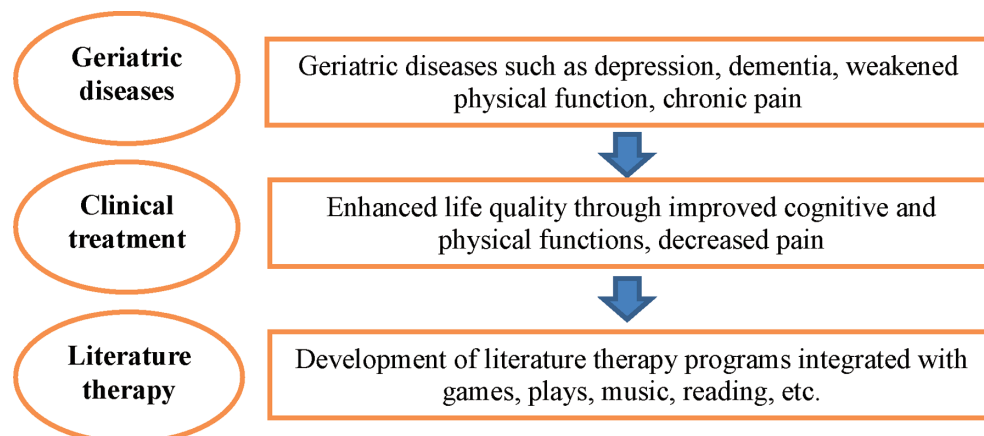 Geriatric
diseases
Geriatric diseases such as depression, dementia, weakened
physical function, chronic pain
Clinical
treatment
Enhanced life quality through improved cognitive and
physical functions, decreased pain
Literature
therapy
Development of literature therapy programs integrated with
games, plays, music, reading, etc.